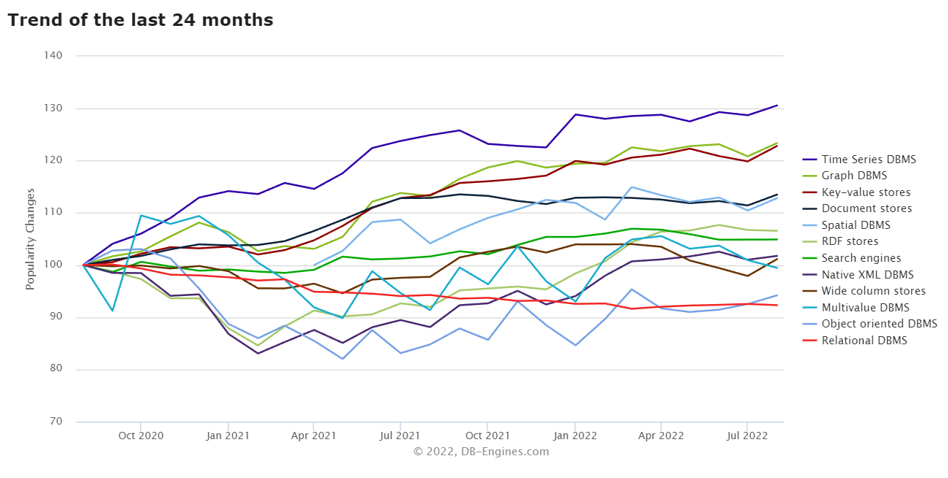 Trend of the last 24 months
140
130
120
110
100
90
80
70
Popularity Changes
Oct 2020
Jan 2021
Apr 2021
Jul 2021
Oct 2021
Jan 2022
Apr 2022
Jul 2022
© 2022, DB-Engines.com
Time Series DBMS
Graph DBMS
Key-value stores
Document stores
Spatial DBMS
RDF stores
Search engines
Native XML DBMS
Wide column stores
Multivalue DBMS
Object oriented DBMS
Relational DBMS